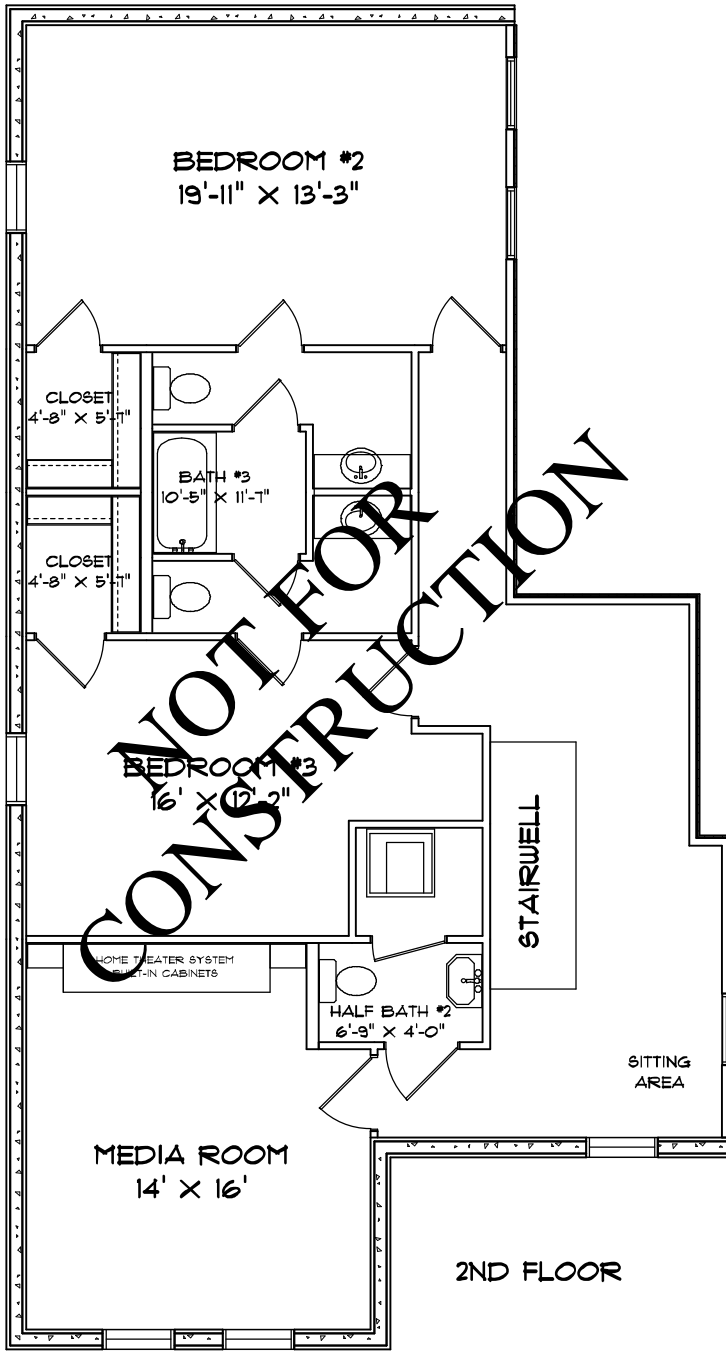 BEDROOM #2
19'-11" X 13'-3"
CLOSET
4'-8" X 5'-7"
BATH #3
10'-5" X 11'-7"
CLOSET
4'-8" X 5'-7"
NOT FOR
CONSTRUCTION
BEDROOM #3
16' X 12'-2"
STAIRWELL
HOME THEATER SYSTEM
BUILT-IN CABINETS
HALF BATH #2
6'-9" X 4'-0"
SITTING
AREA
MEDIA ROOM
14' X 16'
2ND FLOOR